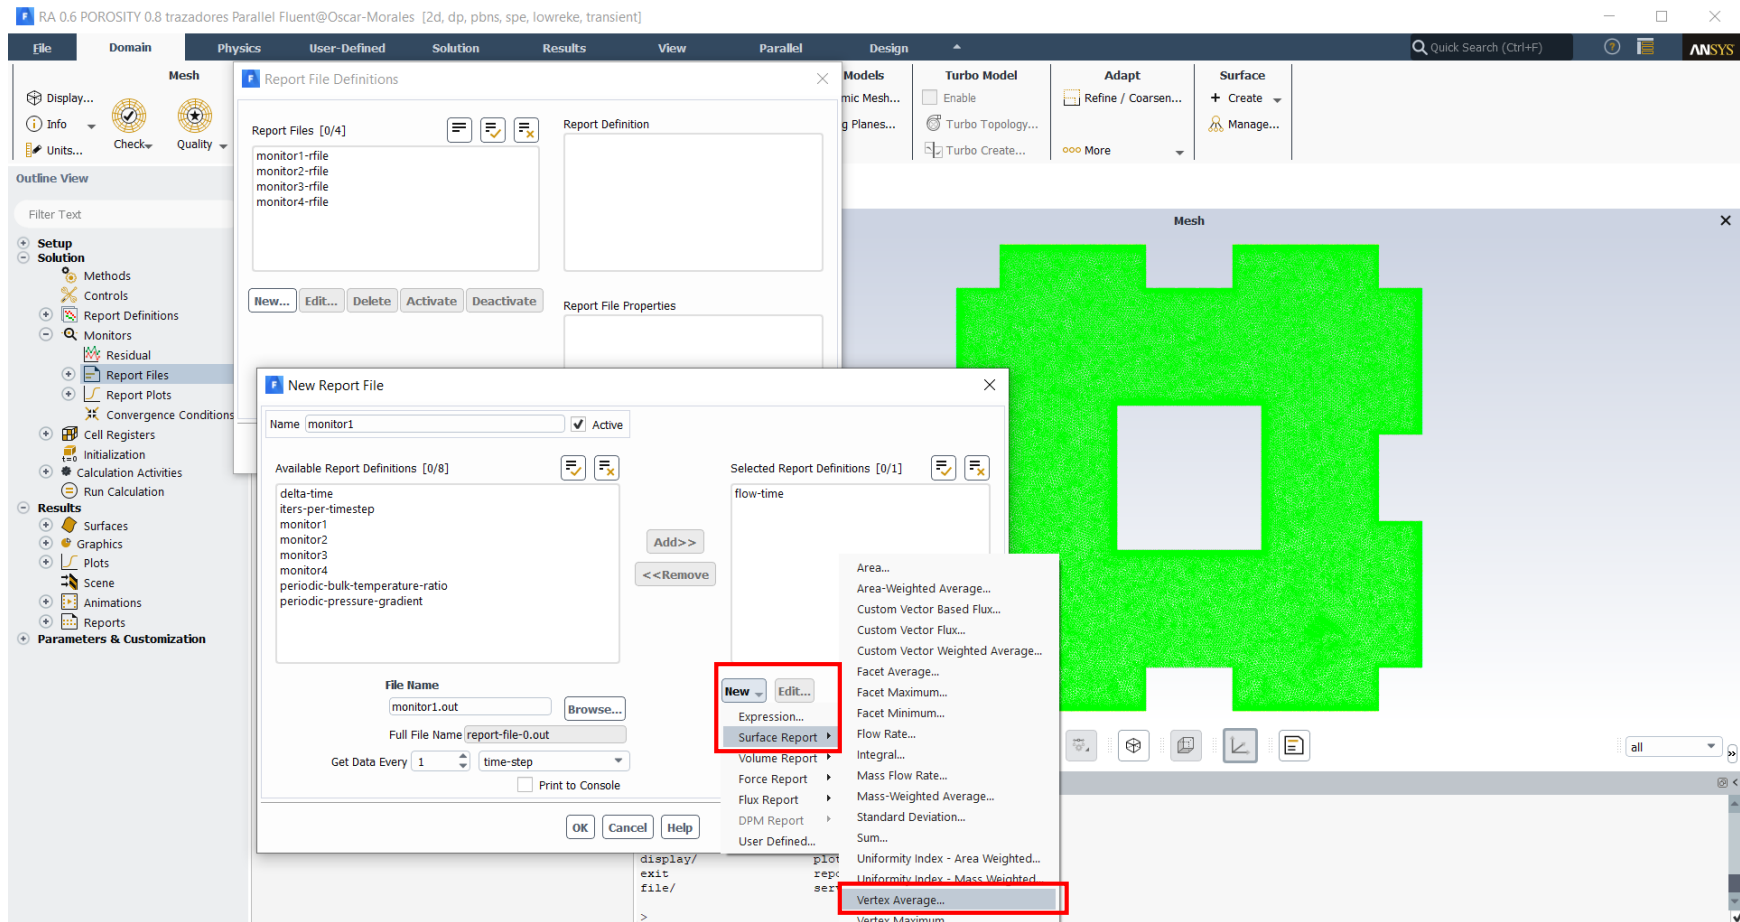 RA 0.6 POROSITY 0.8 trazadores Parallel Fluent@Oscar-Morales [2d, dp, pbns, spe, lowreke, transient]
File Domain Physics User-Defined Solution Results View Parallel Design Quick Search (Ctrl+F) ANSYS
Mesh
Display...
Info
Units...
Check
Quality
Models
mic Mesh...
g Planes...
Turbo Model
Enable
Turbo Topology...
Turbo Create...
Adapt
Refine / Coarsen...
More
Surface
Create
Manage...
Outline View
Filter Text
Setup
Solution
Methods
Controls
Report Definitions
Monitors
Residual
Report Files
Report Plots
Convergence Conditions
Cell Registers
Initialization
Calculation Activities
Run Calculation
Results
Surfaces
Graphics
Plots
Scene
Animations
Reports
Parameters & Customization
Report File Definitions
Report Files [0/4]
monitor1-rfile
monitor2-rfile
monitor3-rfile
monitor4-rfile
New... Edit... Delete Activate Deactivate
Report Definition
Report File Properties
New Report File
Name monitor1 Active
Available Report Definitions [0/8]
delta-time
iters-per-timestep
monitor1
monitor2
monitor3
monitor4
periodic-bulk-temperature-ratio
periodic-pressure-gradient
Add>>
<<Remove
Selected Report Definitions [0/1]
flow-time
File Name
monitor1.out Browse...
Full File Name report-file-0.out
Get Data Every 1 time-step
Print to Console
OK Cancel Help
New Edit...
Expression...
Surface Report
Volume Report
Force Report
Flux Report
DPM Report
User Defined...
Area...
Area-Weighted Average...
Custom Vector Based Flux...
Custom Vector Flux...
Custom Vector Weighted Average...
Facet Average...
Facet Maximum...
Facet Minimum...
Flow Rate...
Integral...
Mass Flow Rate...
Mass-Weighted Average...
Standard Deviation...
Sum...
Uniformity Index - Area Weighted...
Uniformity Index - Mass Weighted...
Vertex Average...
Vertex Maximum
Mesh
all
display/ plot
exit repo
file/ serv
>